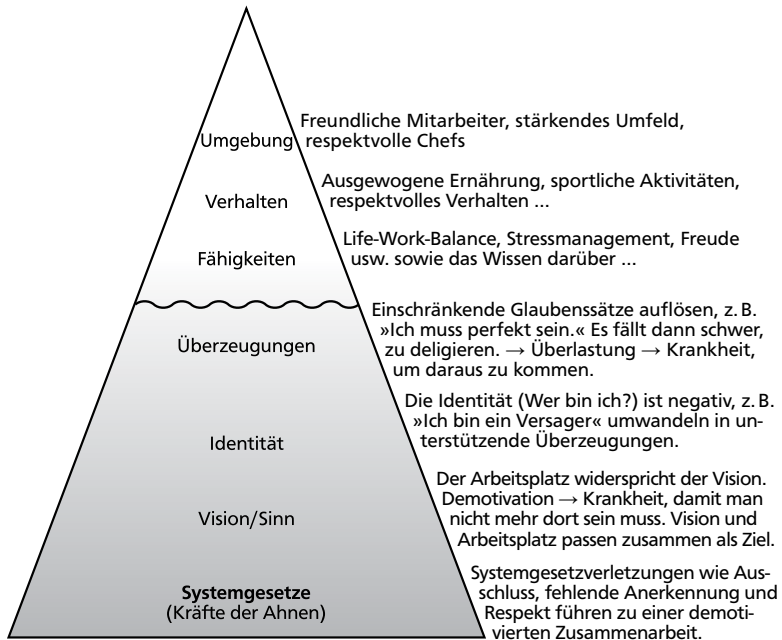 Umgebung
Freundliche Mitarbeiter, stärkendes Umfeld,
respektvolle Chefs
Verhalten
Ausgewogene Ernährung, sportliche Aktivitäten,
respektvolles Verhalten ...
Fähigkeiten
Life-Work-Balance, Stressmanagement, Freude
usw. sowie das Wissen darüber ...
Überzeugungen
Einschränkende Glaubenssätze auflösen, z. B.
»Ich muss perfekt sein.« Es fällt dann schwer,
zu deligieren. → Überlastung → Krankheit,
um daraus zu kommen.
Identität
Die Identität (Wer bin ich?) ist negativ, z. B.
»Ich bin ein Versager« umwandeln in un-
terstützende Überzeugungen.
Vision/Sinn
Der Arbeitsplatz widerspricht der Vision.
Demotivation → Krankheit, damit man
nicht mehr dort sein muss. Vision und
Arbeitsplatz passen zusammen als Ziel.
Systemgesetze
(Kräfte der Ahnen)
Systemgesetzverletzungen wie Aus-
schluss, fehlende Anerkennung und
Respekt führen zu einer demoti-
vierten Zusammenarbeit.